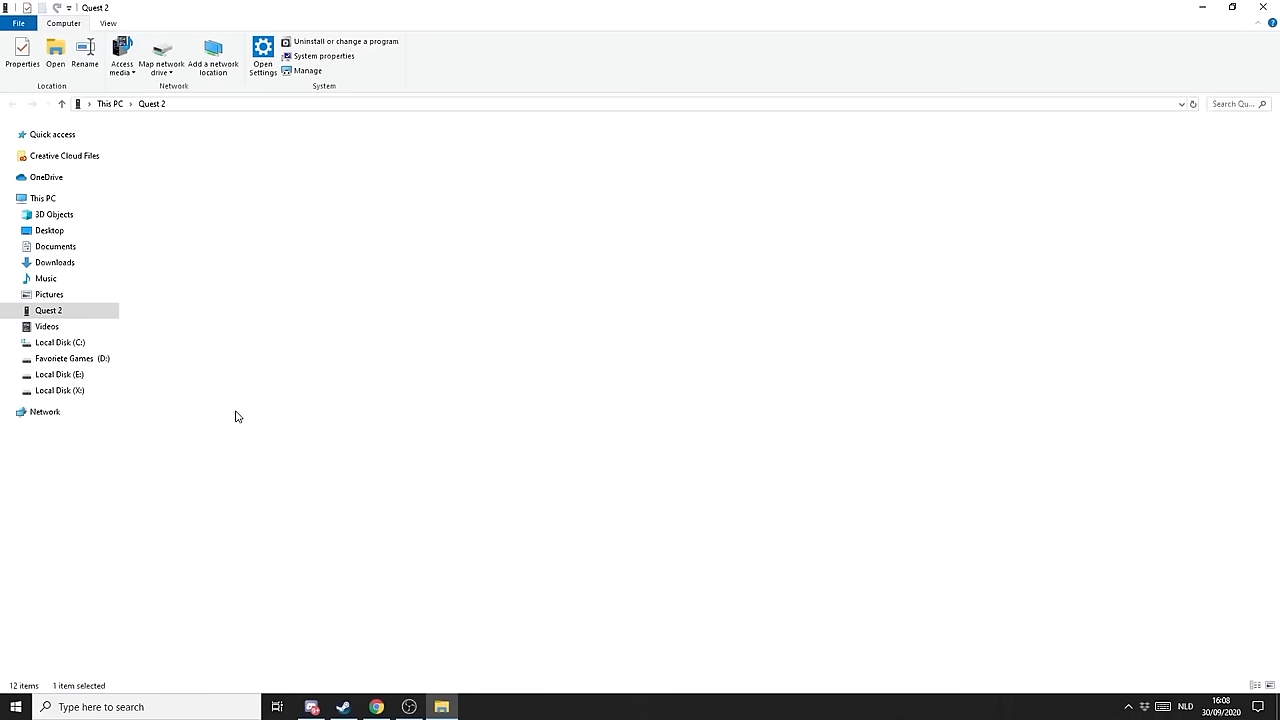 Quest 2
File Computer View
Properties Open Rename Access media Map network drive Add a network location Open Settings Uninstall or change a program
System properties
Manage
Location Network System
This PC Quest 2 Search Qu...
Quick access
Creative Cloud Files
OneDrive
This PC
3D Objects
Desktop
Documents
Downloads
Music
Pictures
Quest 2
Videos
Local Disk (C:)
Favoriete Games (D:)
Local Disk (E:)
Local Disk (X:)
Network
12 items 1 item selected
Type here to search NLD 16:08
30/09/2020